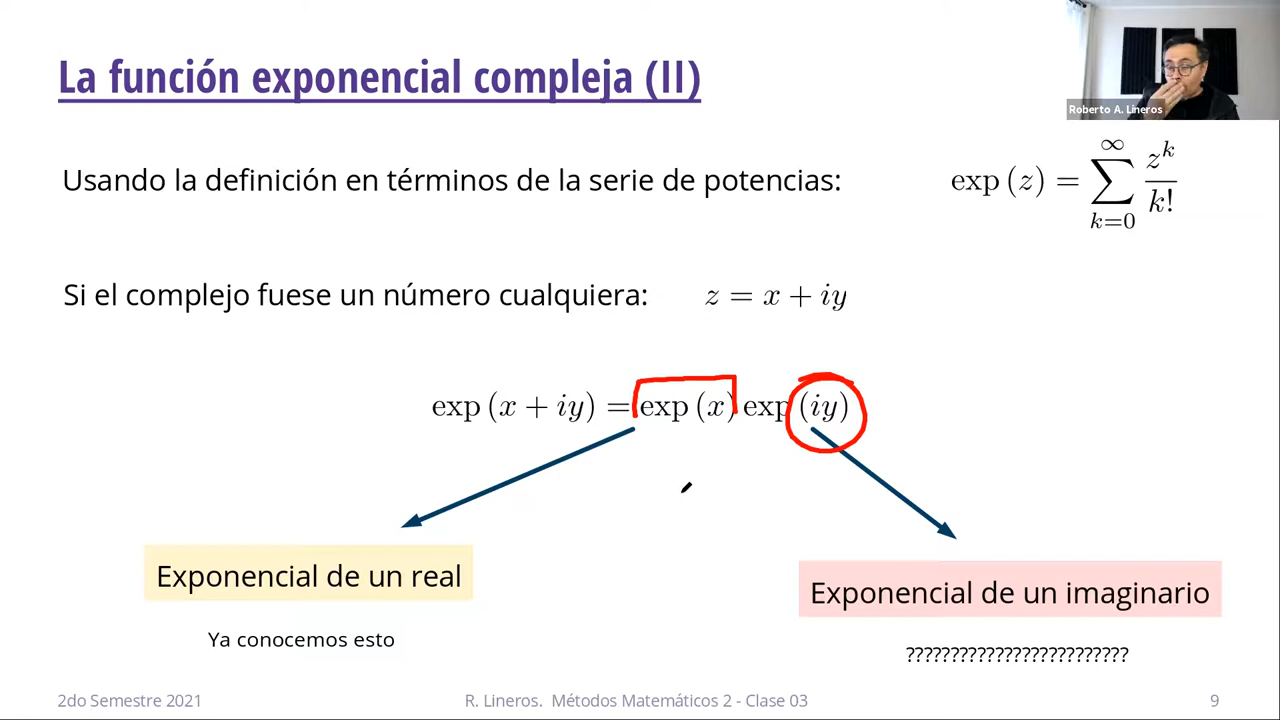 La función exponencial compleja (II)
Roberto A. Lineros
Usando la definición en términos de la serie de potencias:
exp (z) = ∑_{k=0}^{∞} z^k / k!
Si el complejo fuese un número cualquiera: z = x + iy
exp (x + iy) = exp (x) exp (iy)
Exponencial de un real
Exponencial de un imaginario
Ya conocemos esto
?????????????????????????
2do Semestre 2021
R. Lineros. Métodos Matemáticos 2 - Clase 03
9